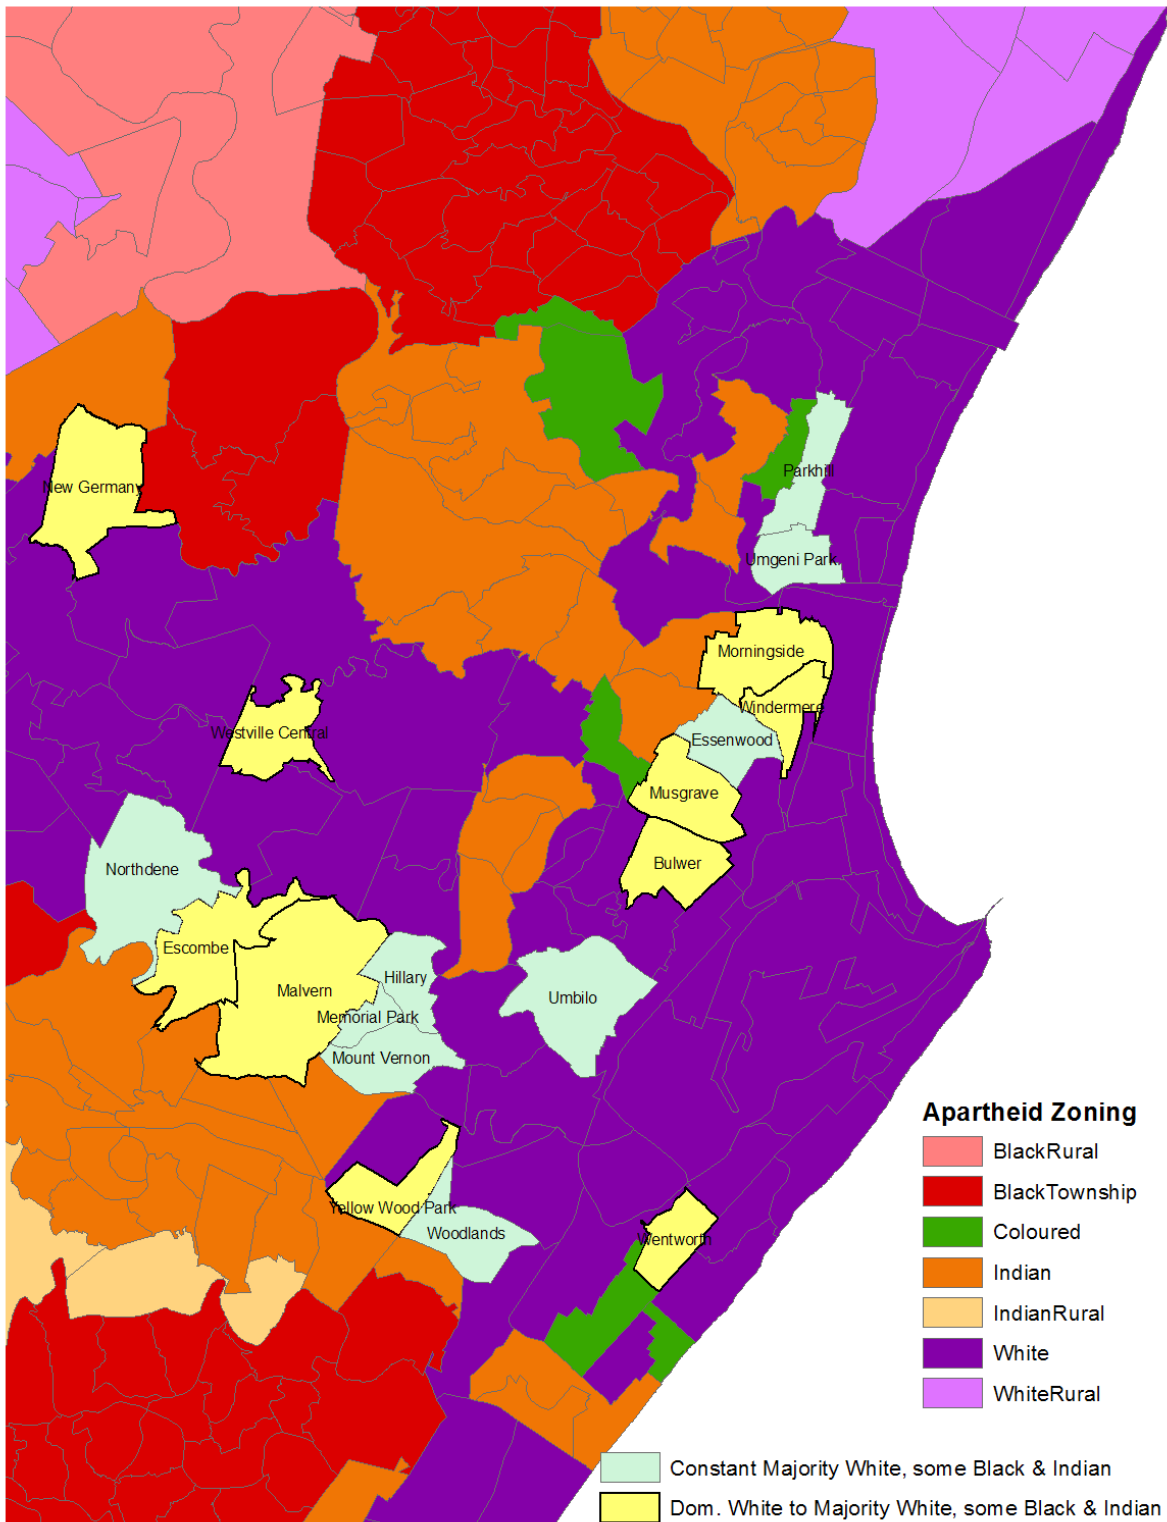 Parkhill
New Germany
Umgeni Park
Morningside
Windermere
Westville Central
Essenwood
Musgrave
Bulwer
Northdene
Escombe
Hillary
Malvern
Umbilo
Memorial Park
Mount Vernon
Yellow Wood Park
Woodlands
Wentworth
Apartheid Zoning
BlackRural
BlackTownship
Coloured
Indian
IndianRural
White
WhiteRural
Constant Majority White, some Black & Indian
Dom. White to Majority White, some Black & Indian